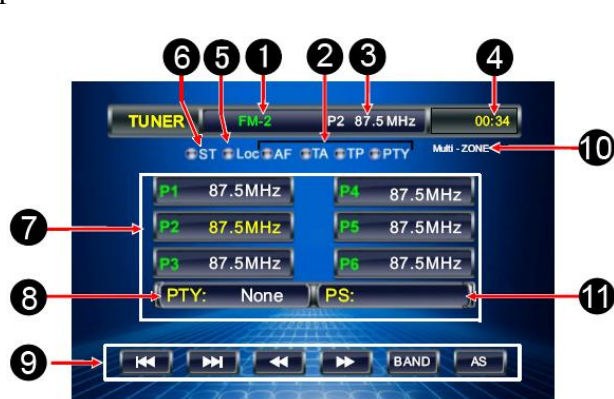 6 5 1 2 3 4
TUNER FM-2 P2 87.5 MHz 00:34
ST Loc AF TA TP PTY Multi - ZONE 10
P1 87.5MHz P4 87.5MHz
7 P2 87.5MHz P5 87.5MHz
P3 87.5MHz P6 87.5MHz
8 PTY: None PS: 11
9 BAND AS